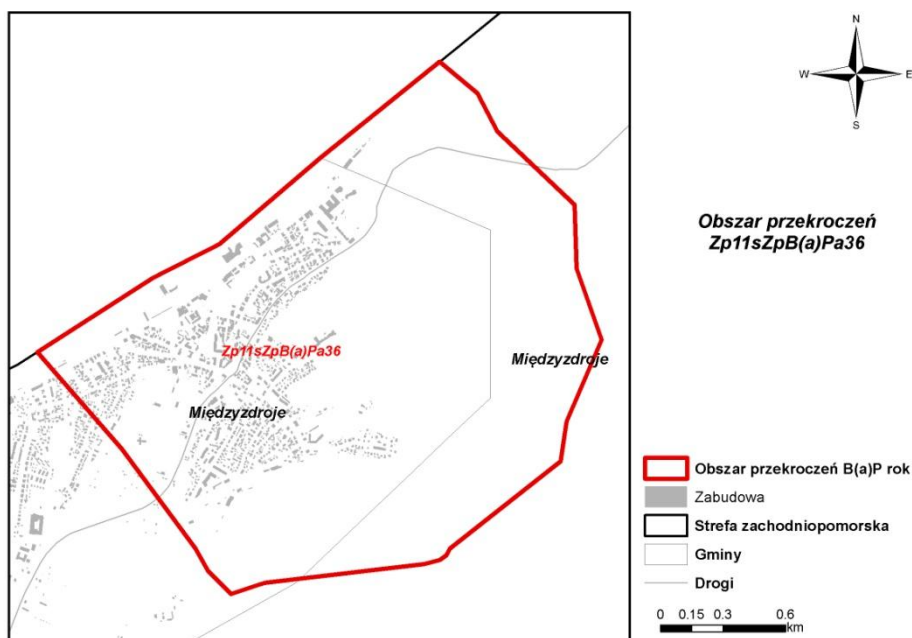 N
W
E
S
Obszar przekroczeń
Zp11sZpB(a)Pa36
Zp11sZpB(a)Pa36
Międzyzdroje
Międzyzdroje
Obszar przekroczeń B(a)P rok
Zabudowa
Strefa zachodniopomorska
Gminy
Drogi
0 0.15 0.3 0.6
km